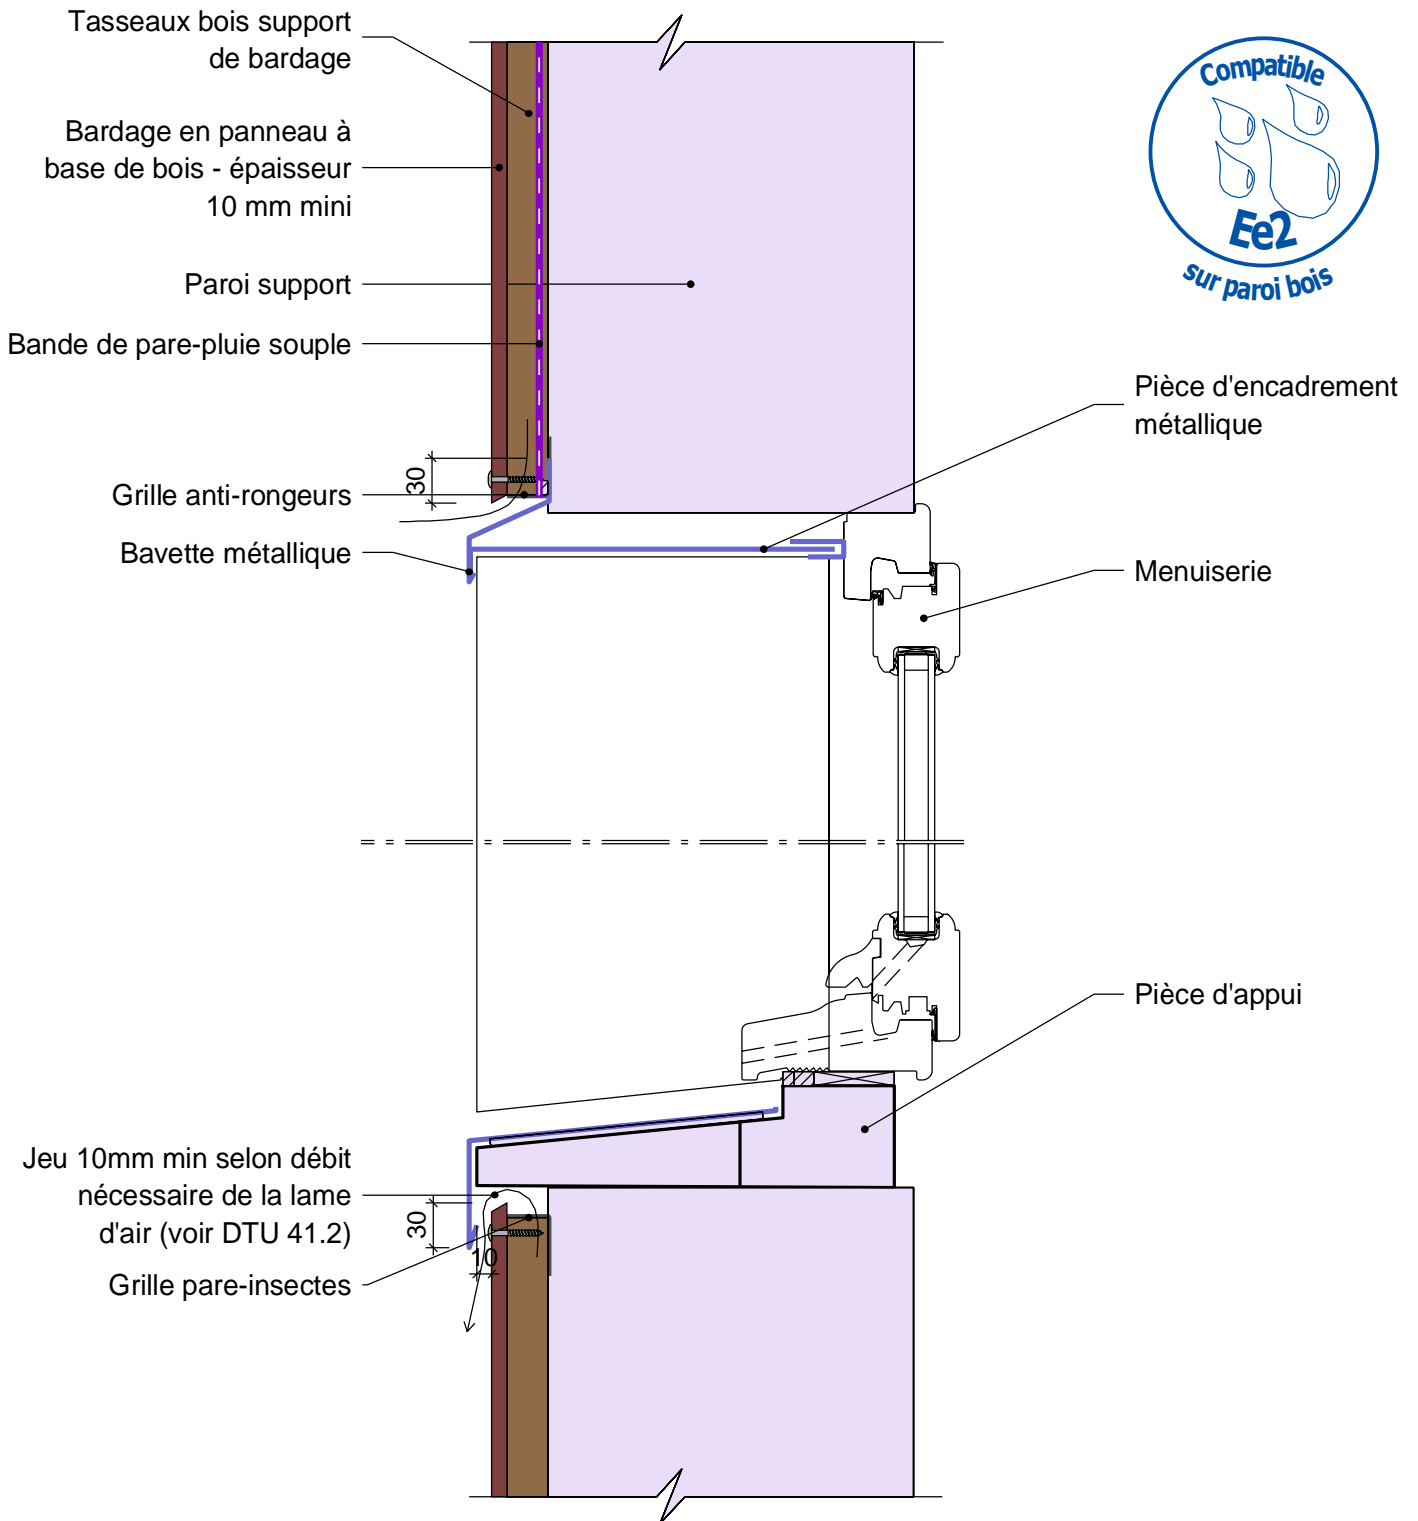 Tasseaux bois support
de bardage
Bardage en panneau à
base de bois - épaisseur
10 mm mini
Paroi support
Bande de pare-pluie souple
30
Grille anti-rongeurs
Bavette métallique
Compatible
Ee2
sur paroi bois
Pièce d'encadrement
métallique
Menuiserie
Pièce d'appui
Jeu 10mm min selon débit
nécessaire de la lame
d'air (voir DTU 41.2)
30
10
Grille pare-insectes